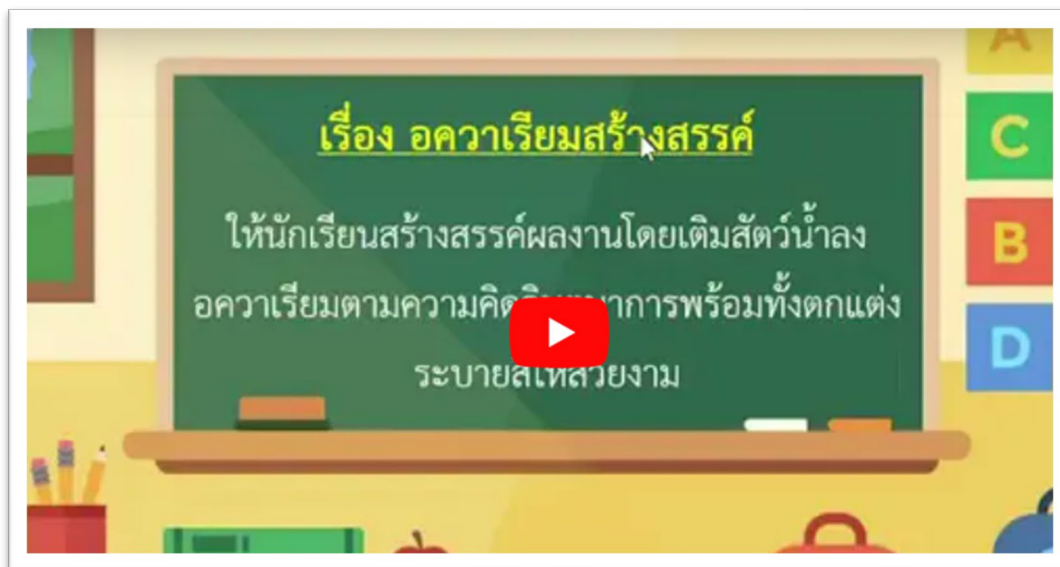 เรื่อง อควาเรียมสร้างสรรค์
A
C
ให้นักเรียนสร้างสรรค์ผลงานโดยเติมสัตว์น้ำลง
B
อควาเรียมตามความคิด การพร้อมทั้งตกแต่ง
D
ระบายสีให้สวยงาม